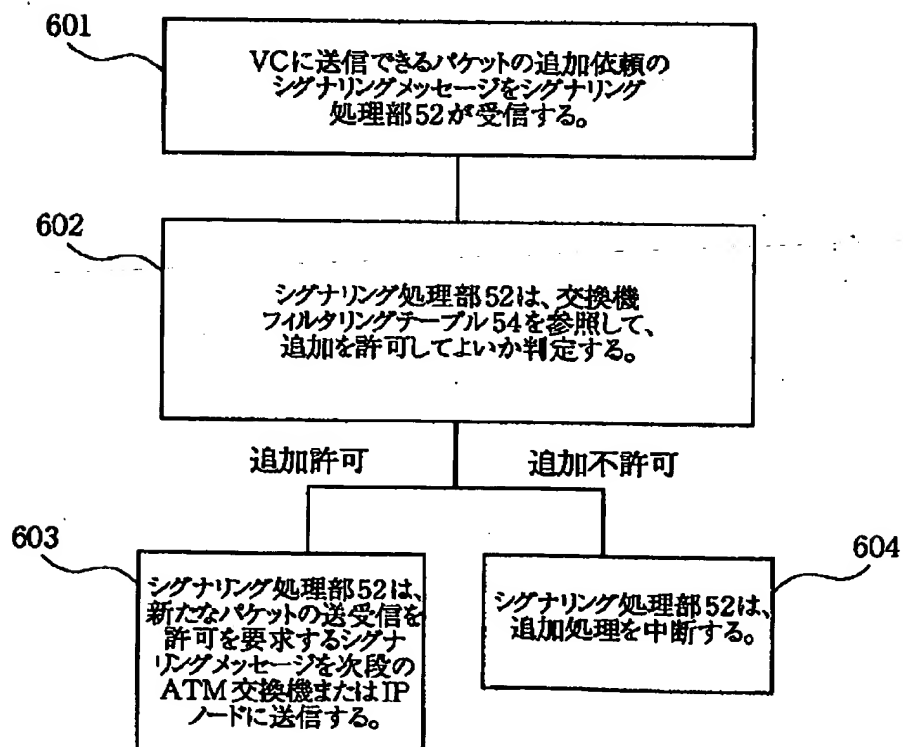 601
VCに送信できるパケットの追加依頼の
シグナリングメッセージをシグナリング
処理部52が受信する。
602
シグナリング処理部52は、交換機
フィルタリングテーブル54を参照して、
追加を許可してよいか判定する。
追加許可
追加不許可
603
シグナリング処理部52は、
新たなパケットの送受信を
許可を要求するシグナ
リングメッセージを次段の
ATM交換機またはIP
ノードに送信する。
604
シグナリング処理部52は、
追加処理を中断する。